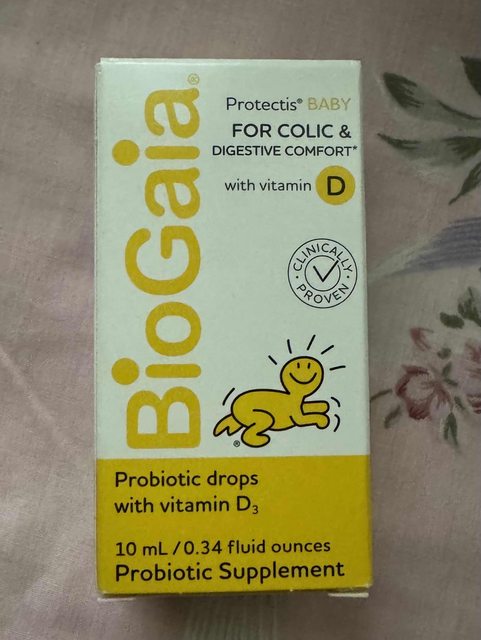 BioGaia®
Protectis® BABY
FOR COLIC &
DIGESTIVE COMFORT*
with vitamin D
CLINICALLY
PROVEN
®
Probiotic drops
with vitamin D₃
10 mL / 0.34 fluid ounces
Probiotic Supplement